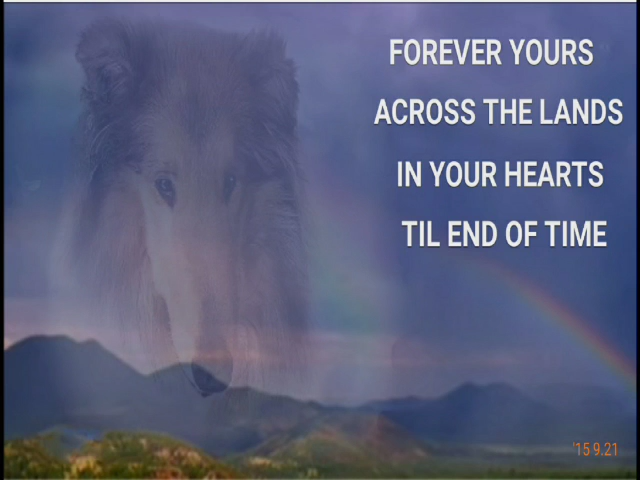 FOREVER YOURS
ACROSS THE LANDS
IN YOUR HEARTS
TIL END OF TIME
'15 9.21